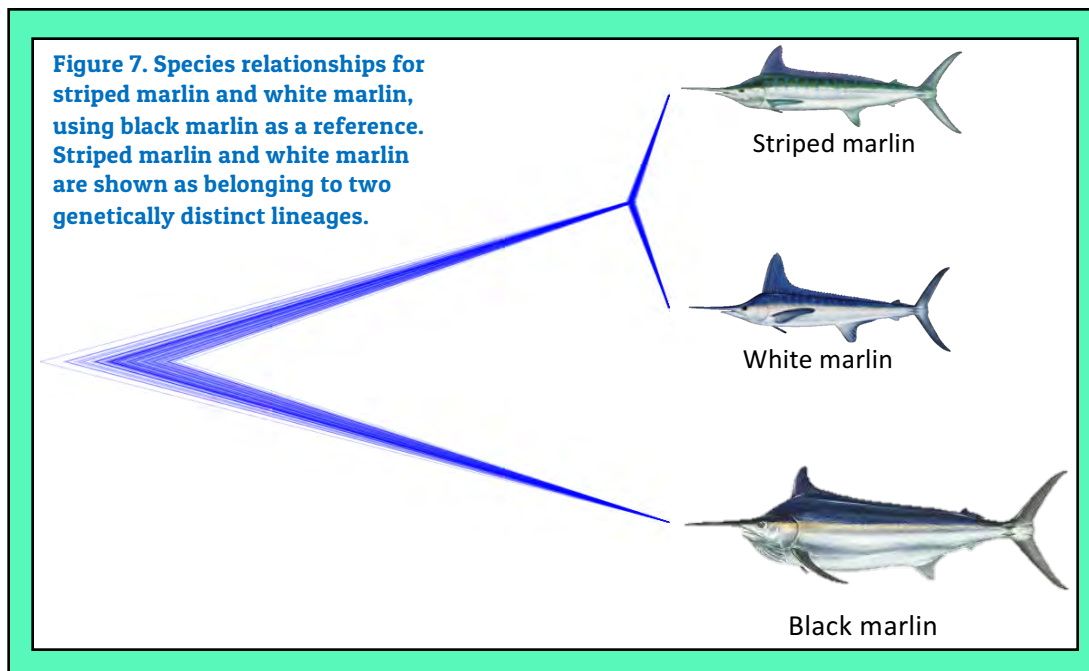 Figure 7. Species relationships for
striped marlin and white marlin,
using black marlin as a reference.
Striped marlin and white marlin
are shown as belonging to two
genetically distinct lineages.
Striped marlin
White marlin
Black marlin